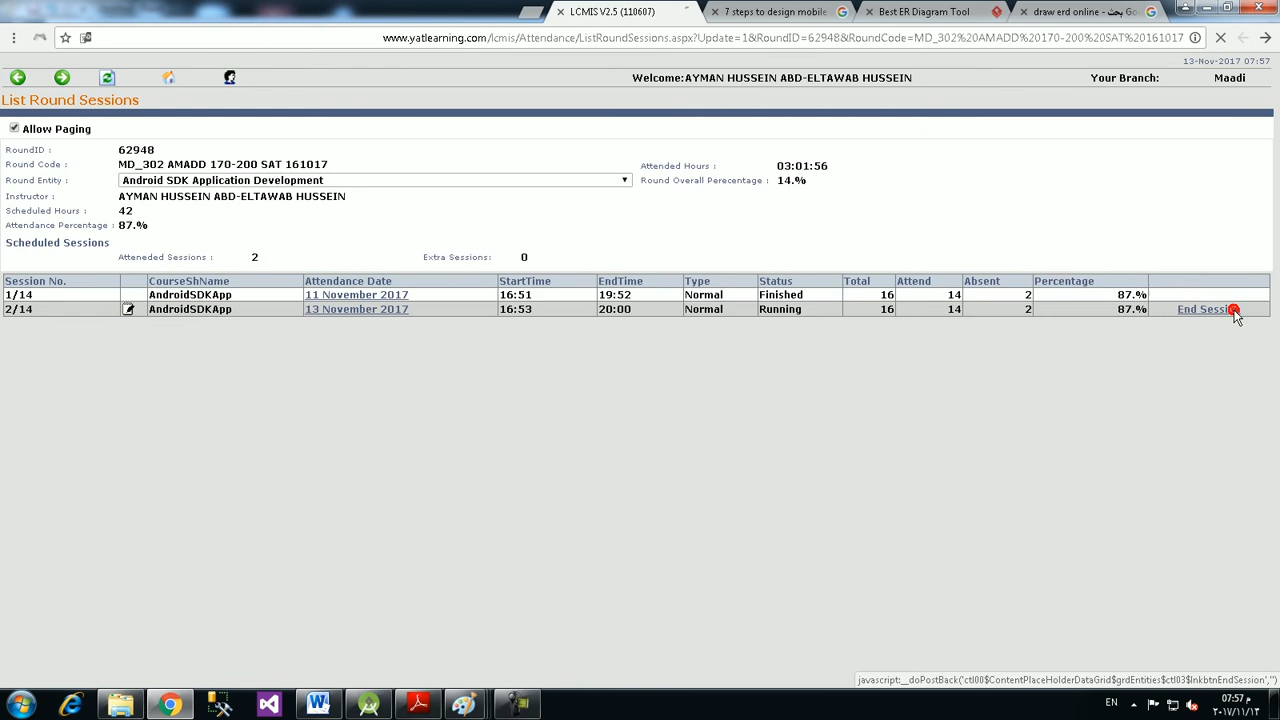 LCMIS V2.5 (110607)
7 steps to design mobile
Best ER Diagram Tool
draw erd online - بحث Go
www.yatlearning.com/lcmis/Attendance/ListRoundSessions.aspx?Update=1&RoundID=62948&RoundCode=MD_302%20AMADD%20170-200%20SAT%20161017
13-Nov-2017 07:57
Welcome:AYMAN HUSSEIN ABD-ELTAWAB HUSSEIN Your Branch: Maadi
List Round Sessions
Allow Paging
RoundID : 62948
Round Code : MD_302 AMADD 170-200 SAT 161017 Attended Hours : 03:01:56
Round Entity : Android SDK Application Development Round Overall Perecentage : 14.%
Instructor : AYMAN HUSSEIN ABD-ELTAWAB HUSSEIN
Scheduled Hours : 42
Attendance Percentage : 87.%
Scheduled Sessions
Atteneded Sessions : 2 Extra Sessions: 0
Session No. CourseShName Attendance Date StartTime EndTime Type Status Total Attend Absent Percentage
1/14 AndroidSDKApp 11 November 2017 16:51 19:52 Normal Finished 16 14 2 87.%
2/14 AndroidSDKApp 13 November 2017 16:53 20:00 Normal Running 16 14 2 87.% End Sessi
javascript:__doPostBack('ctl00$ContentPlaceHolderDataGrid$grdEntities$ctl03$lnkbtnEndSession','')
EN 07:57 م
٢٠١٧/١١/١٣